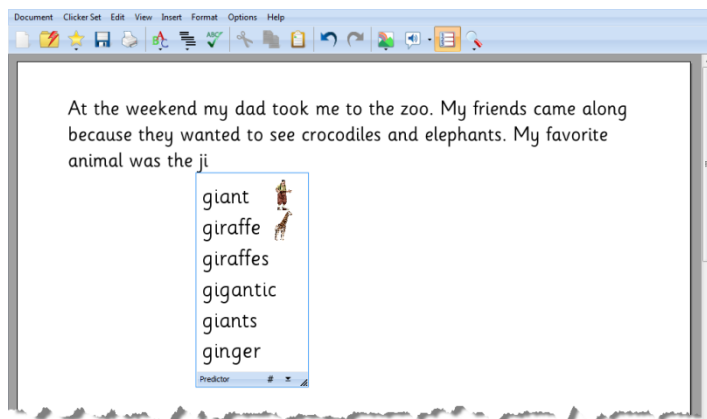 Document Clicker Set Edit View Insert Format Options Help
At the weekend my dad took me to the zoo. My friends came along
because they wanted to see crocodiles and elephants. My favorite
animal was the ji
giant
giraffe
giraffes
gigantic
giants
ginger
Predictor #